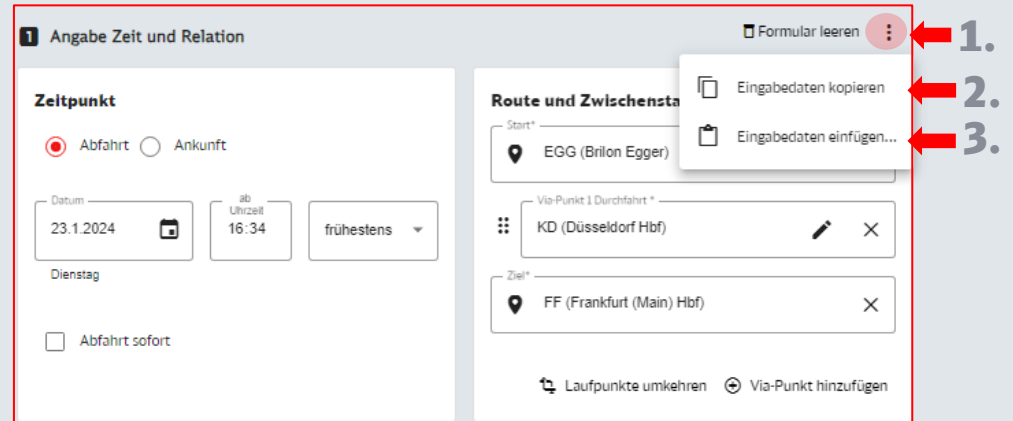 1 Angabe Zeit und Relation
Formular leeren
1.
Eingabedaten kopieren
2.
Eingabedaten einfügen...
3.
Zeitpunkt
Abfahrt Ankunft
Datum
23.1.2024
ab
Uhrzeit
16:34
frühestens
Dienstag
Abfahrt sofort
Route und Zwischensta
Start*
EGG (Brilon Egger)
Via-Punkt 1 Durchfahrt *
KD (Düsseldorf Hbf)
Ziel*
FF (Frankfurt (Main) Hbf)
Laufpunkte umkehren Via-Punkt hinzufügen